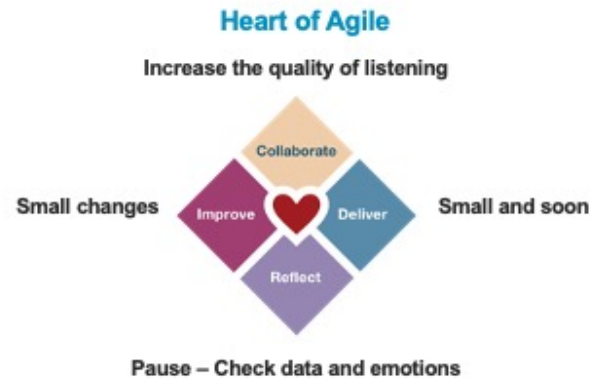 Heart of Agile
Increase the quality of listening
Collaborate
Small changes
Improve
Deliver
Small and soon
Reflect
Pause – Check data and emotions